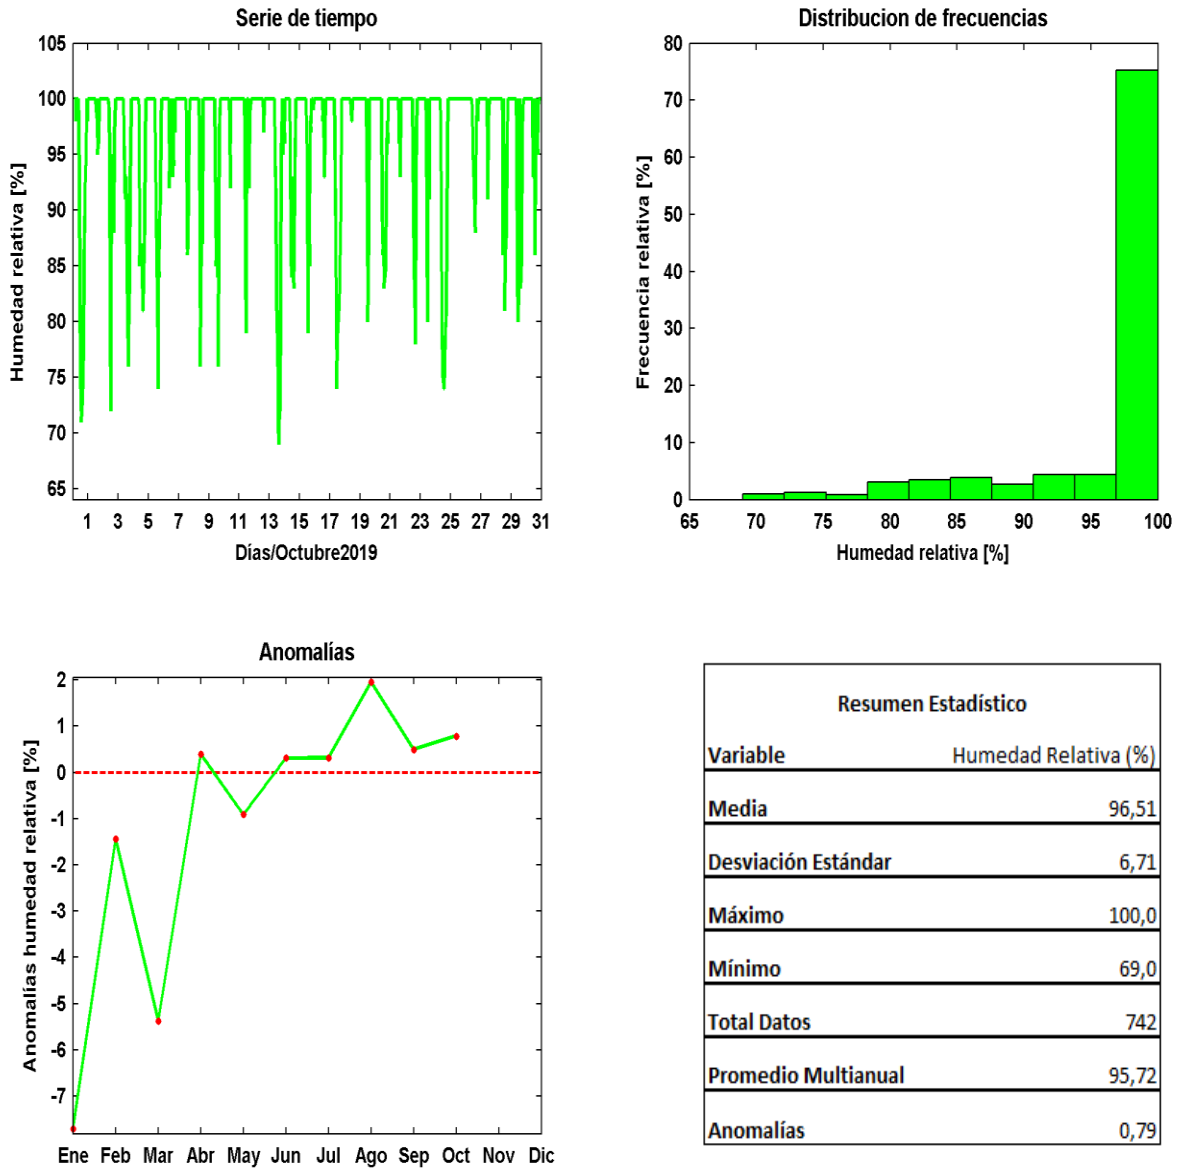 Serie de tiempo
105
100
95
90
85
80
75
70
65
Humedad relativa [%]
1 3 5 7 9 11 13 15 17 19 21 23 25 27 29 31
Días/Octubre2019
Distribucion de frecuencias
80
70
60
50
40
30
20
10
0
Frecuencia relativa [%]
65 70 75 80 85 90 95 100
Humedad relativa [%]
Anomalías
2
1
0
-1
-2
-3
-4
-5
-6
-7
Anomalías humedad relativa [%]
Ene Feb Mar Abr May Jun Jul Ago Sep Oct Nov Dic
Resumen Estadístico
Variable Humedad Relativa (%)
Media 96,51
Desviación Estándar 6,71
Máximo 100,0
Mínimo 69,0
Total Datos 742
Promedio Multianual 95,72
Anomalías 0,79